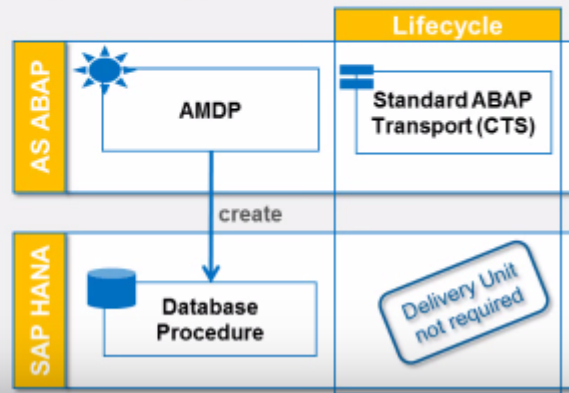 Lifecycle
AS ABAP
AMDP
Standard ABAP
Transport (CTS)
create
SAP HANA
Database
Procedure
Delivery Unit
not required